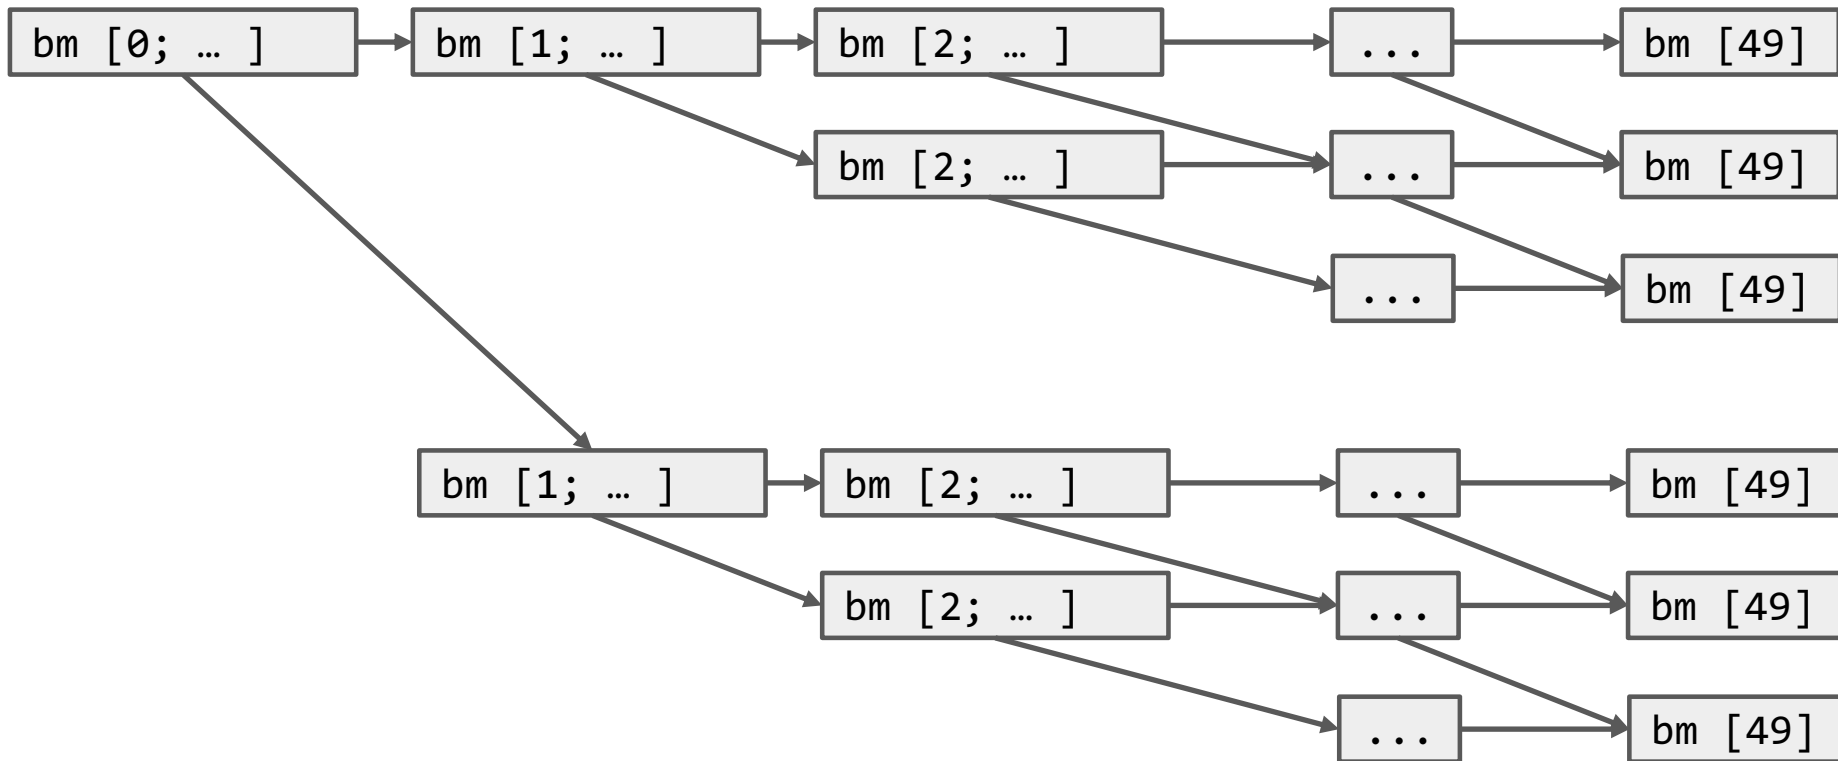 bm [0; … ] bm [1; … ] bm [2; … ] ... bm [49]
bm [2; … ] ... bm [49]
... bm [49]
bm [1; … ] bm [2; … ] ... bm [49]
bm [2; … ] ... bm [49]
... bm [49]